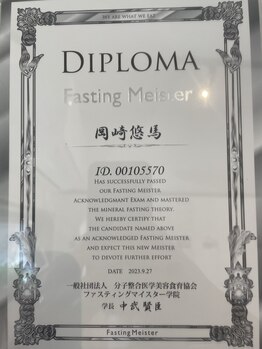 WE ARE WHAT WE EAT
DIPLOMA
Fasting Meister
岡崎悠馬
ID. 00105570
HAS SUCCESSFULLY PASSED
OUR FASTING MEISTER
ACKNOWLEDGMENT EXAM AND MASTERED
THE MINERAL FASTING THEORY.
WE HEREBY CERTIFY THAT
THE CANDIDATE NAMED ABOVE
AS AN ACKNOWLEDGED FASTING MEISTER
AND EXPECT THIS NEW MEISTER
TO DEVOTE FURTHER EFFORT
DATE 2023.9.27
一般社団法人 分子整合医学美容食育協会
ファスティングマイスター学院
学長 中武賢臣
Fasting Meister